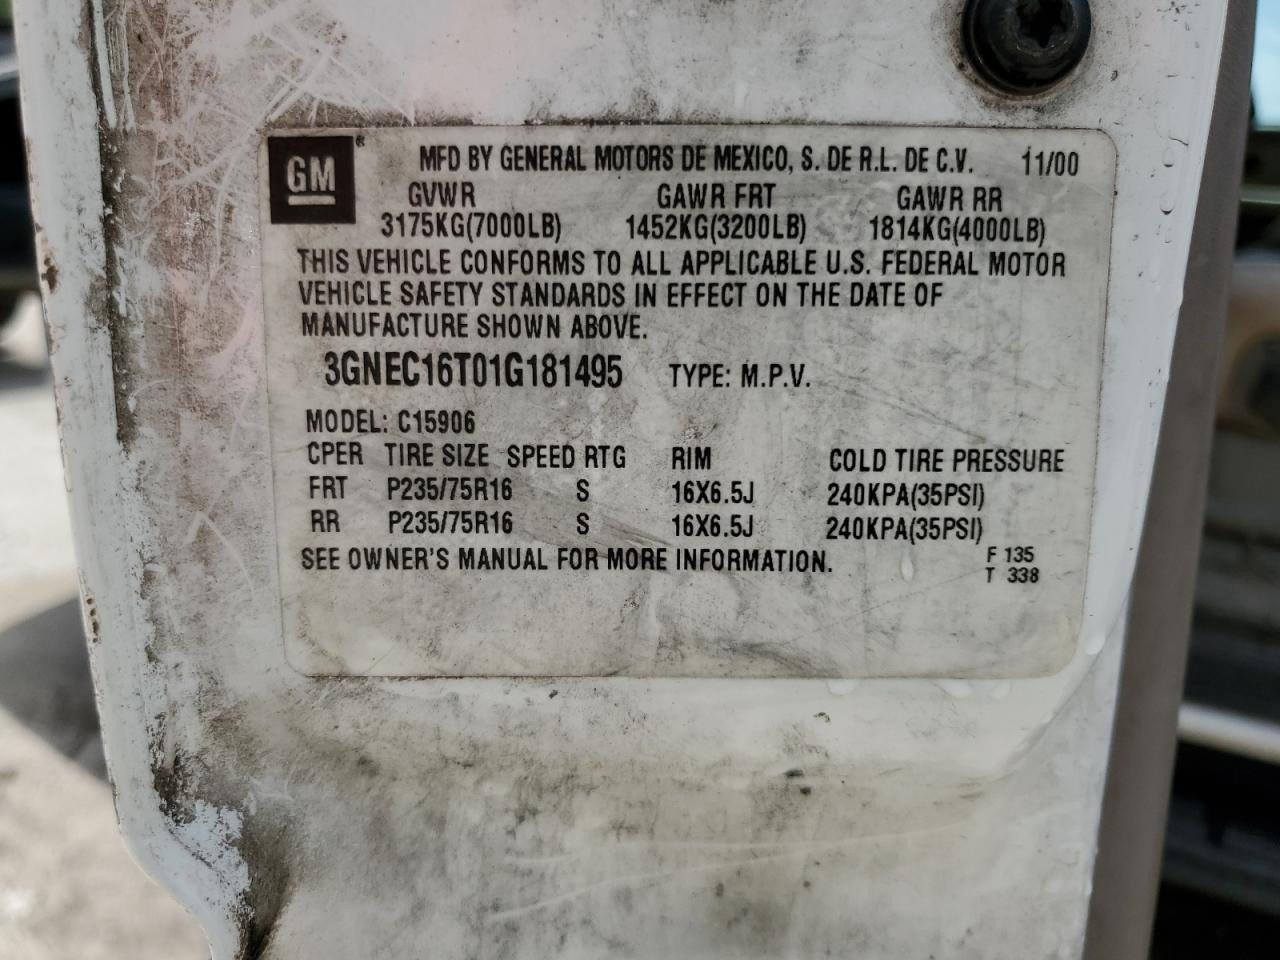 GM®
MFD BY GENERAL MOTORS DE MEXICO, S. DE R.L. DE C.V. 11/00
GVWR GAWR FRT GAWR RR
3175KG(7000LB) 1452KG(3200LB) 1814KG(4000LB)
THIS VEHICLE CONFORMS TO ALL APPLICABLE U.S. FEDERAL MOTOR
VEHICLE SAFETY STANDARDS IN EFFECT ON THE DATE OF
MANUFACTURE SHOWN ABOVE.
3GNEC16T01G181495 TYPE: M.P.V.
MODEL: C15906
CPER TIRE SIZE SPEED RTG RIM COLD TIRE PRESSURE
FRT P235/75R16 S 16X6.5J 240KPA(35PSI)
RR P235/75R16 S 16X6.5J 240KPA(35PSI)
SEE OWNER'S MANUAL FOR MORE INFORMATION.
F 135
T 338